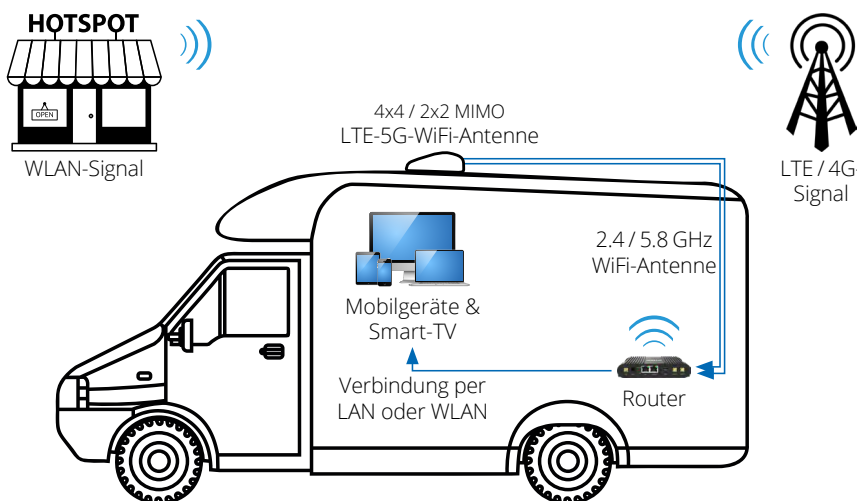 HOTSPOT
OPEN
WLAN-Signal
4x4 / 2x2 MIMO
LTE-5G-WiFi-Antenne
LTE / 4G-
Signal
2.4 / 5.8 GHz
WiFi-Antenne
Mobilgeräte &
Smart-TV
Verbindung per
LAN oder WLAN
Router